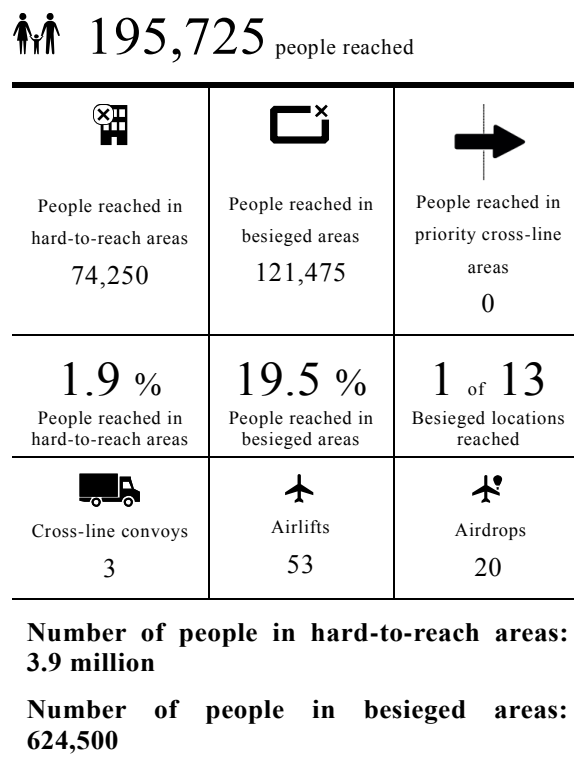 195,725 people reached
People reached in
hard-to-reach areas
74,250
People reached in
besieged areas
121,475
People reached in
priority cross-line
areas
0
1.9 %
People reached in
hard-to-reach areas
19.5 %
People reached in
besieged areas
1 of 13
Besieged locations
reached
Cross-line convoys
3
Airlifts
53
Airdrops
20
Number of people in hard-to-reach areas:
3.9 million
Number of people in besieged areas:
624,500